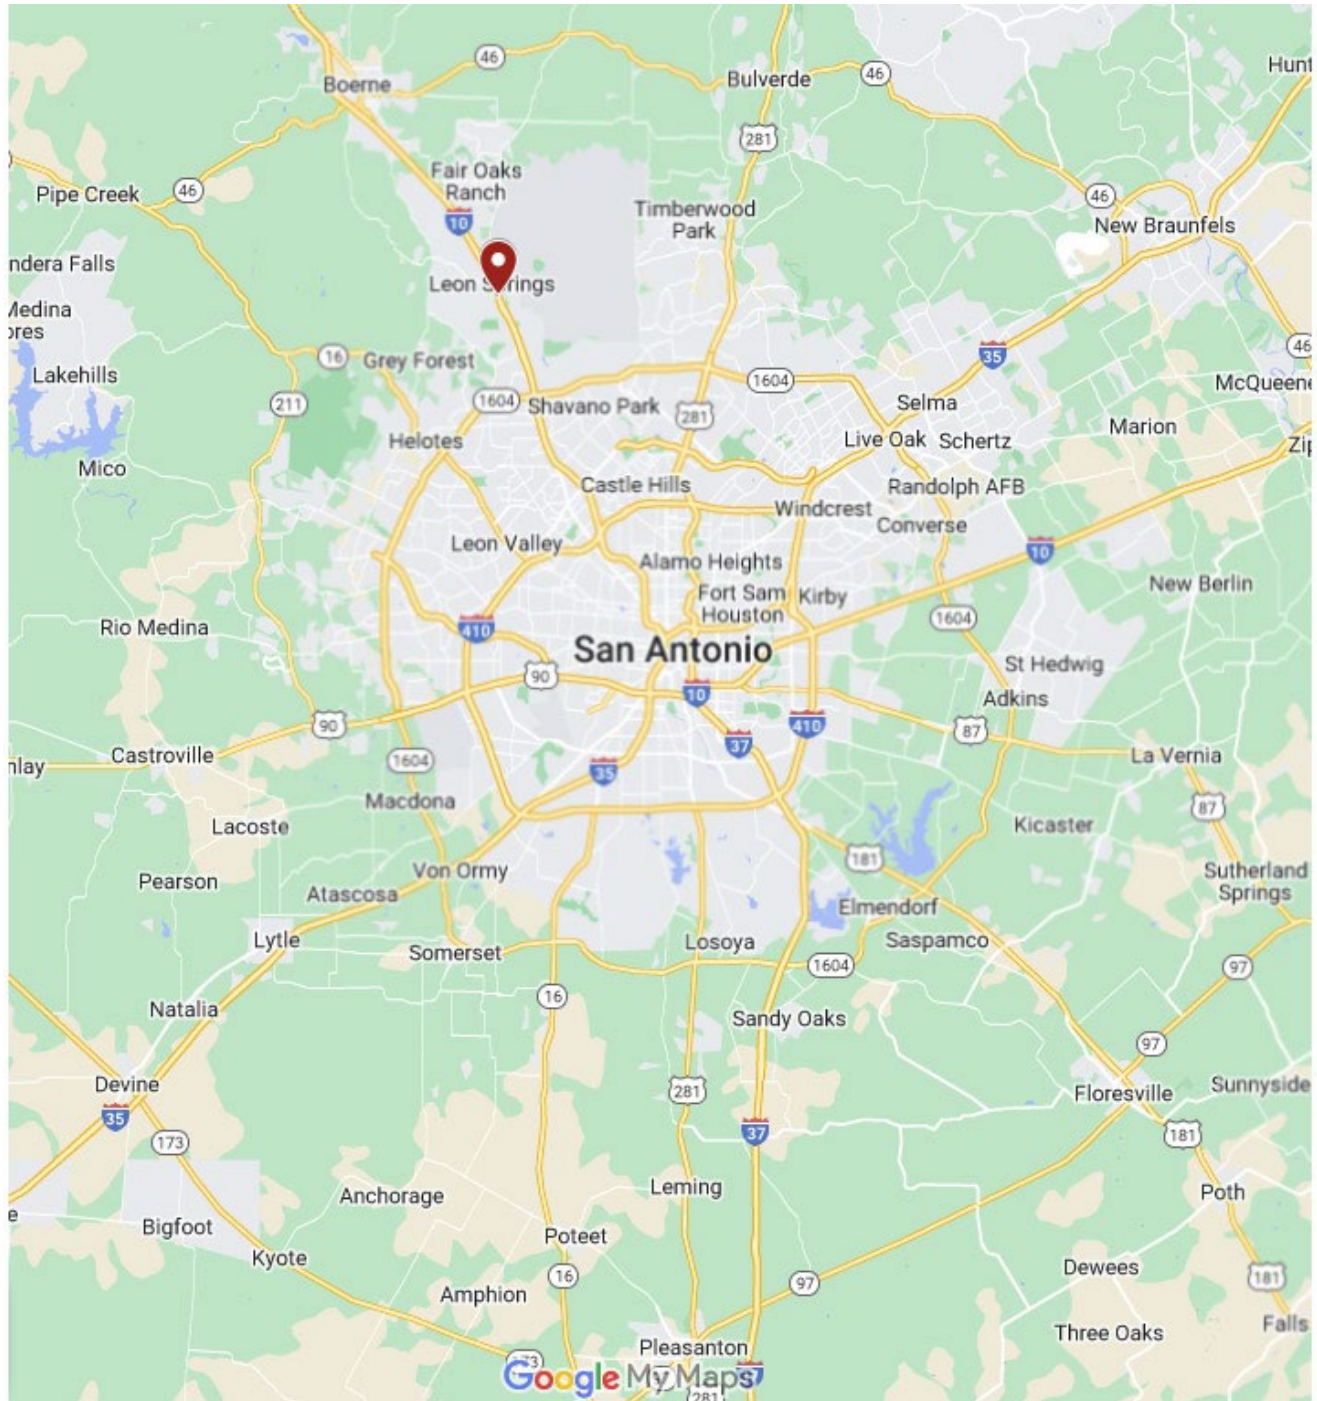 46
Boerne
Bulverde
46
Hunt
281
Fair Oaks
Ranch
Pipe Creek
46
10
Timberwood
Park
46
New Braunfels
ndera Falls
Leon Springs
Medina
ores
35
46
16
Grey Forest
Lakehills
1604
McQueene
211
1604
Shavano Park
281
Selma
Helotes
Live Oak
Schertz
Marion
Zip
Mico
Castle Hills
Randolph AFB
Windcrest
Converse
Leon Valley
10
Alamo Heights
New Berlin
Fort Sam
Houston
Kirby
Rio Medina
410
1604
San Antonio
St Hedwig
90
10
Adkins
90
410
87
37
Castroville
La Vernia
nlay
1604
35
Macdona
87
Lacoste
Kicaster
181
Von Ormy
Sutherland
Springs
Pearson
Atascosa
Elmendorf
Lytle
Losoya
Saspamco
Somerset
1604
97
16
Natalia
Sandy Oaks
97
Devine
281
Floresville
Sunnyside
35
37
181
173
Anchorage
Leming
Poth
e
Bigfoot
Poteet
Kyote
Dewees
16
97
181
Amphion
Falls
Three Oaks
Pleasanton
173
Google My Maps
281